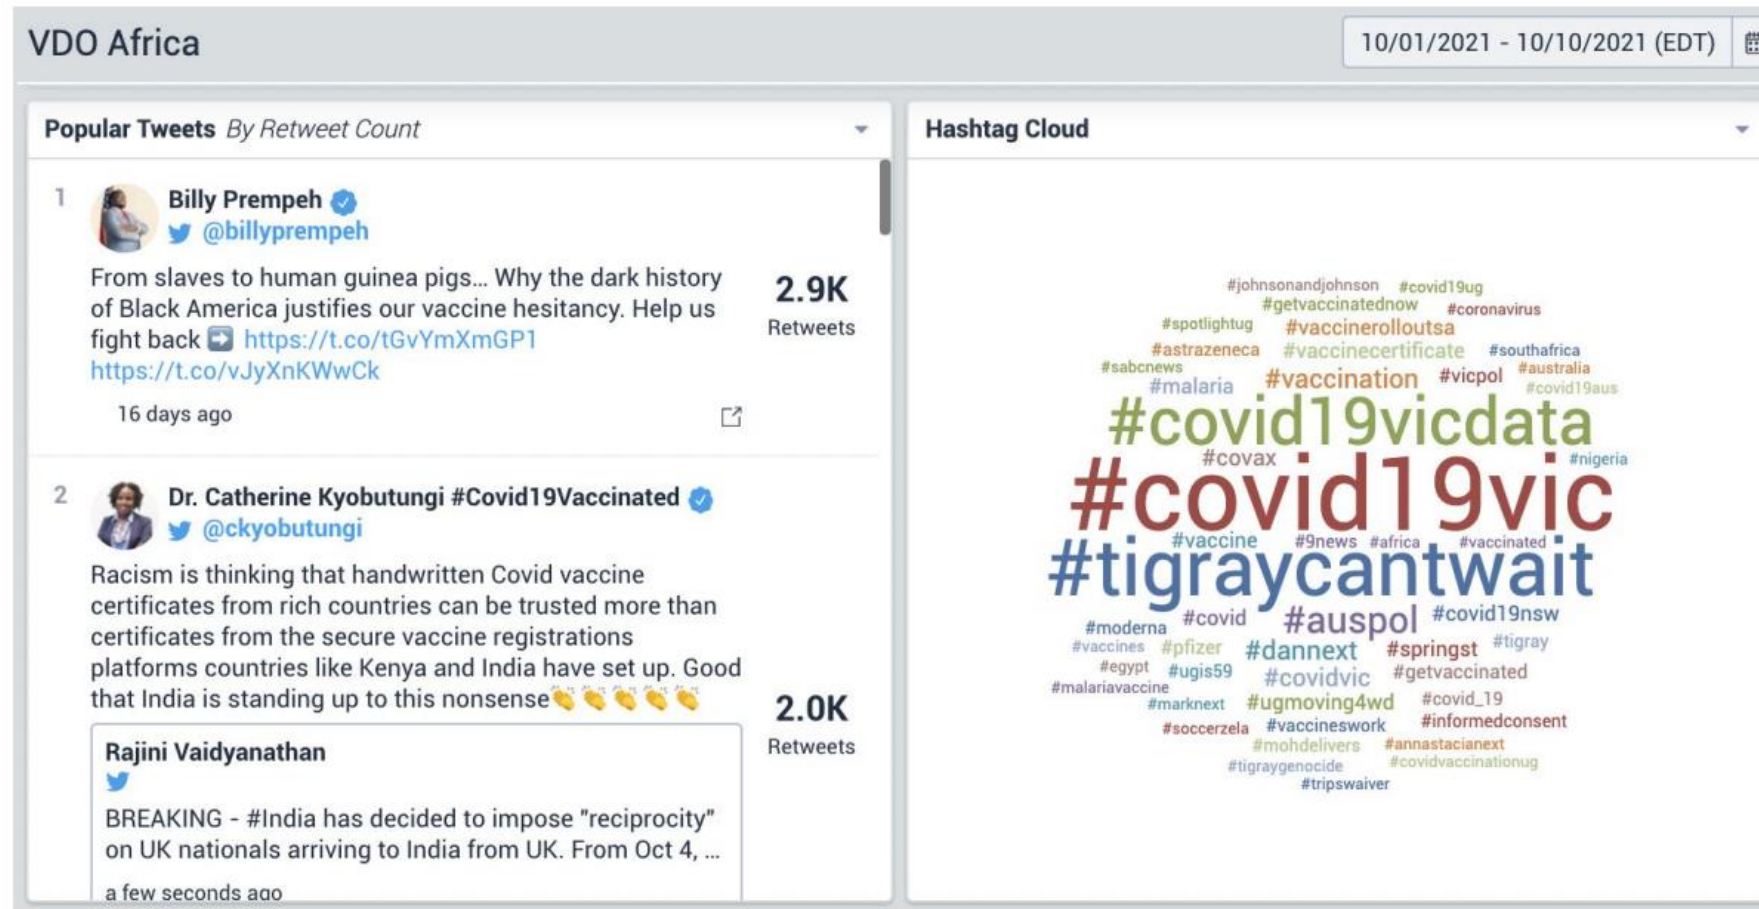 VDO Africa
10/01/2021 - 10/10/2021 (EDT)
Popular Tweets By Retweet Count
1
Billy Prempeh
@billyprempeh
From slaves to human guinea pigs... Why the dark history
of Black America justifies our vaccine hesitancy. Help us
fight back ➡️ https://t.co/tGvYmXmGP1
https://t.co/vJyXnKWwCk
16 days ago
2.9K
Retweets
2
Dr. Catherine Kyobutungi #Covid19Vaccinated
@ckyobutungi
Racism is thinking that handwritten Covid vaccine
certificates from rich countries can be trusted more than
certificates from the secure vaccine registrations
platforms countries like Kenya and India have set up. Good
that India is standing up to this nonsense👏👏👏👏👏
2.0K
Retweets
Rajini Vaidyanathan
BREAKING - #India has decided to impose "reciprocity"
on UK nationals arriving to India from UK. From Oct 4, ...
a few seconds ago
Hashtag Cloud
#johnsonandjohnson #covid19ug
#getvaccinatednow #coronavirus
#spotlightug #vaccinerolloutsa
#astrazeneca #vaccinecertificate #southafrica
#sabcnews #australia
#malaria #vaccination #vicpol #covid19aus
#covid19vicdata
#covax #nigeria
#covid19vic
#vaccine #9news #africa #vaccinated
#tigraycantwait
#moderna #covid #auspol #covid19nsw
#vaccines #pfizer #dannext #springst #tigray
#egypt #ugis59 #covidvic #getvaccinated
#malariavaccine
#marknext #ugmoving4wd #covid_19
#soccerzela #vaccineswork #informedconsent
#mohdelivers #annastacianext
#tigraygenocide #covidvaccinationug
#tripswaiver